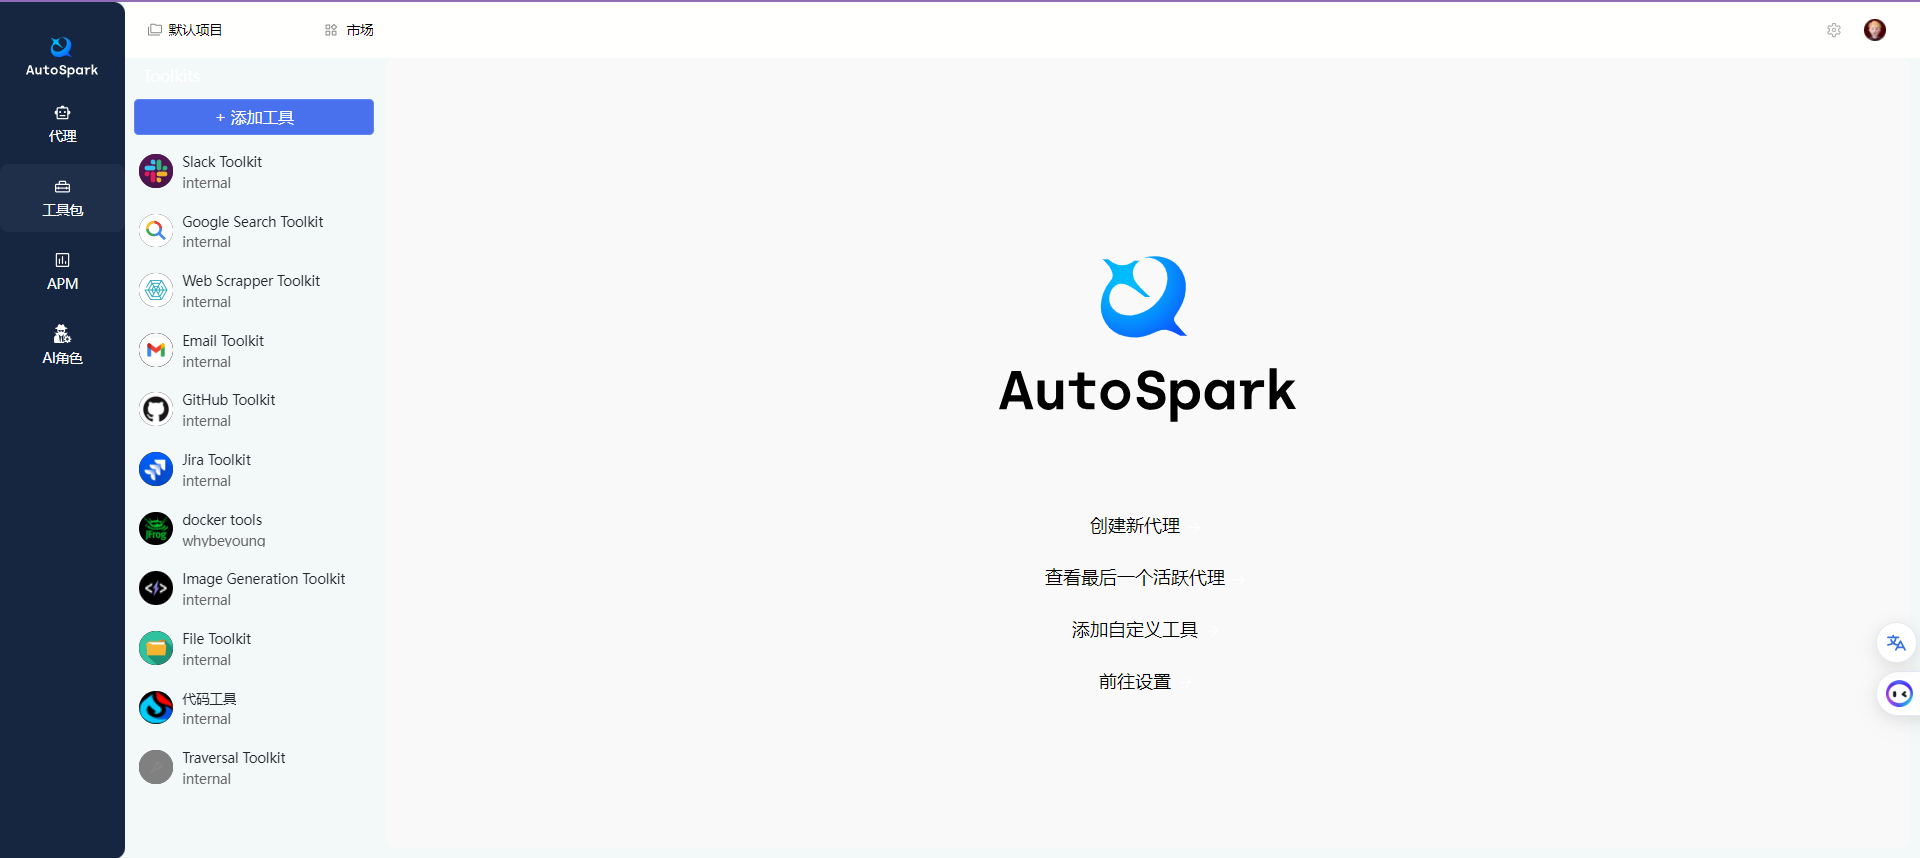 AutoSpark
代理
工具包
APM
AI角色
默认项目
市场
Toolkits
+ 添加工具
Slack Toolkit
internal
Google Search Toolkit
internal
Web Scrapper Toolkit
internal
Email Toolkit
internal
GitHub Toolkit
internal
Jira Toolkit
internal
JFrog
docker tools
whybeyoung
Image Generation Toolkit
internal
File Toolkit
internal
代码工具
internal
Traversal Toolkit
internal
AutoSpark
创建新代理
查看最后一个活跃代理
添加自定义工具
前往设置